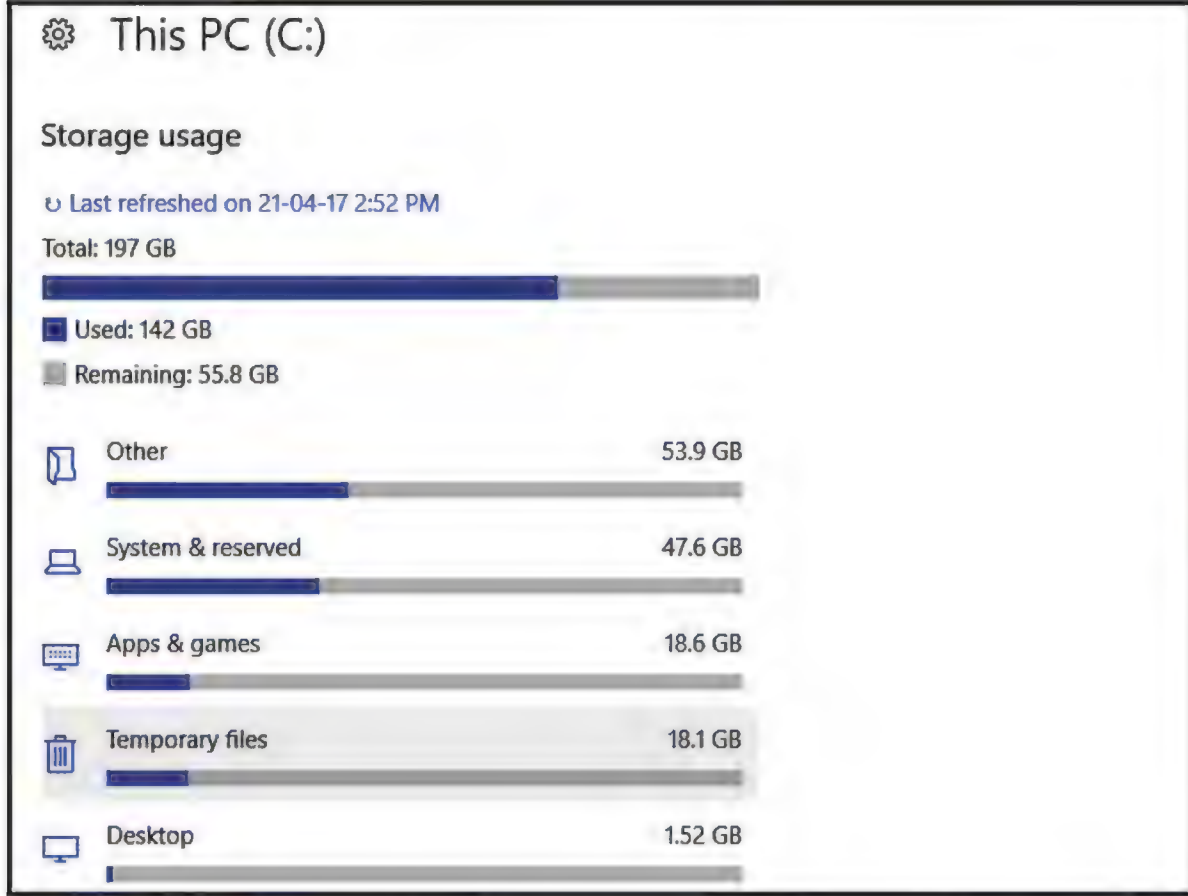 This PC (C:)
Storage usage
Last refreshed on 21-04-17 2:52 PM
Total: 197 GB
Used: 142 GB
Remaining: 55.8 GB
Other 53.9 GB
System & reserved 47.6 GB
Apps & games 18.6 GB
Temporary files 18.1 GB
Desktop 1.52 GB